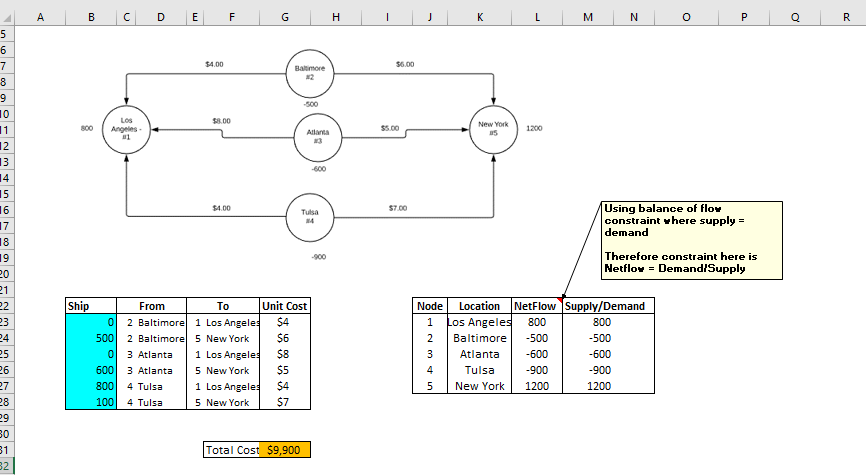 A B C D E F G H I J K L M N O P Q R
5
6
7
8
9
10
11
12
13
14
15
16
17
18
19
20
21
22
23
24
25
26
27
28
29
30
31
32
$4.00
Baltimore
#2
$6.00
-500
800
Los
Angeles -
#1
$8.00
Atlanta
#3
$5.00
New York
#5
1200
-600
$4.00
Tulsa
#4
$7.00
-900
Using balance of flow
constraint where supply =
demand
Therefore constraint here is
Netflow = Demand/Supply
Ship From To Unit Cost
0 2 Baltimore 1 Los Angeles $4
500 2 Baltimore 5 New York $6
0 3 Atlanta 1 Los Angeles $8
600 3 Atlanta 5 New York $5
800 4 Tulsa 1 Los Angeles $4
100 4 Tulsa 5 New York $7
Total Cost $9,900
Node Location NetFlow Supply/Demand
1 Los Angeles 800 800
2 Baltimore -500 -500
3 Atlanta -600 -600
4 Tulsa -900 -900
5 New York 1200 1200